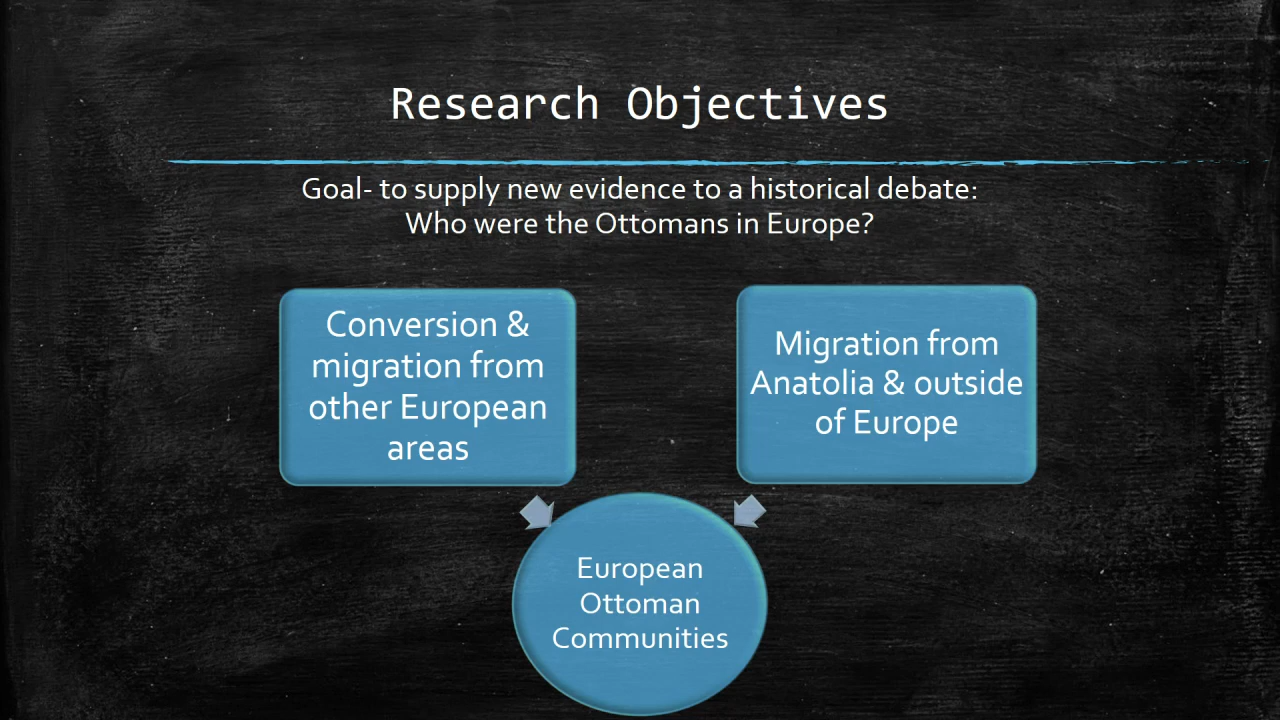 Research Objectives
Goal- to supply new evidence to a historical debate:
Who were the Ottomans in Europe?
Conversion &
migration from
other European
areas
Migration from
Anatolia & outside
of Europe
European
Ottoman
Communities